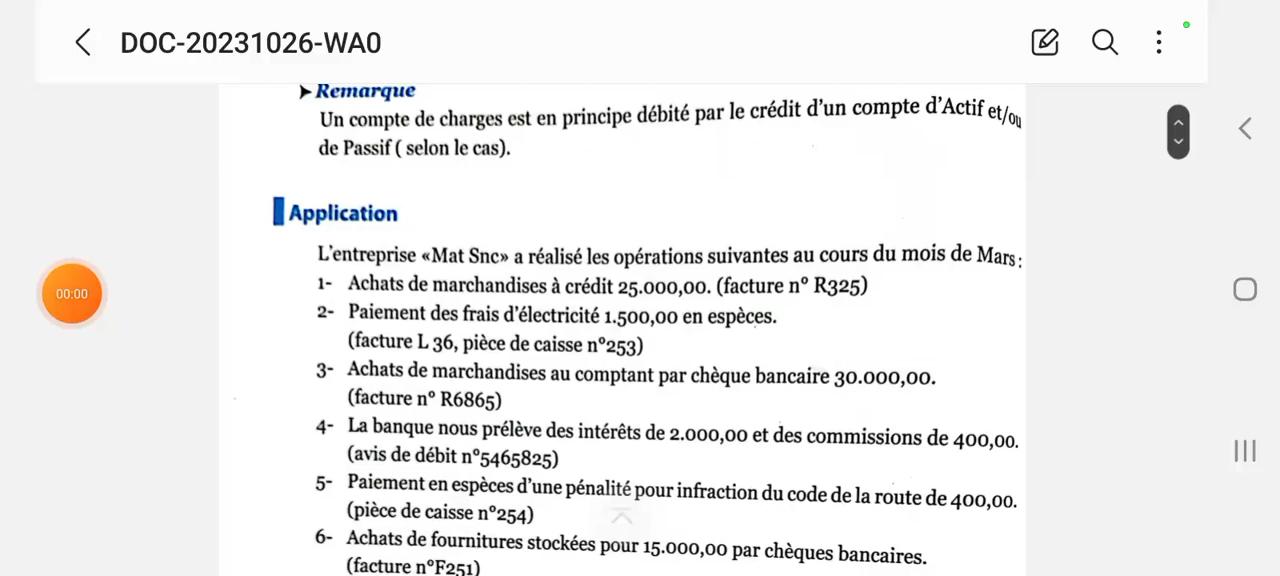 DOC-20231026-WA0
➤ Remarque
Un compte de charges est en principe débité par le crédit d'un compte d'Actif et/ou
de Passif ( selon le cas).
Application
L'entreprise «Mat Snc» a réalisé les opérations suivantes au cours du mois de Mars :
1- Achats de marchandises à crédit 25.000,00. (facture n° R325)
2- Paiement des frais d'électricité 1.500,00 en espèces.
(facture L 36, pièce de caisse n°253)
3- Achats de marchandises au comptant par chèque bancaire 30.000,00.
(facture n° R6865)
4- La banque nous prélève des intérêts de 2.000,00 et des commissions de 400,00.
(avis de débit n°5465825)
5- Paiement en espèces d'une pénalité pour infraction du code de la route de 400,00.
(pièce de caisse n°254)
6- Achats de fournitures stockées pour 15.000,00 par chèques bancaires.
(facture n°F251)
00:00